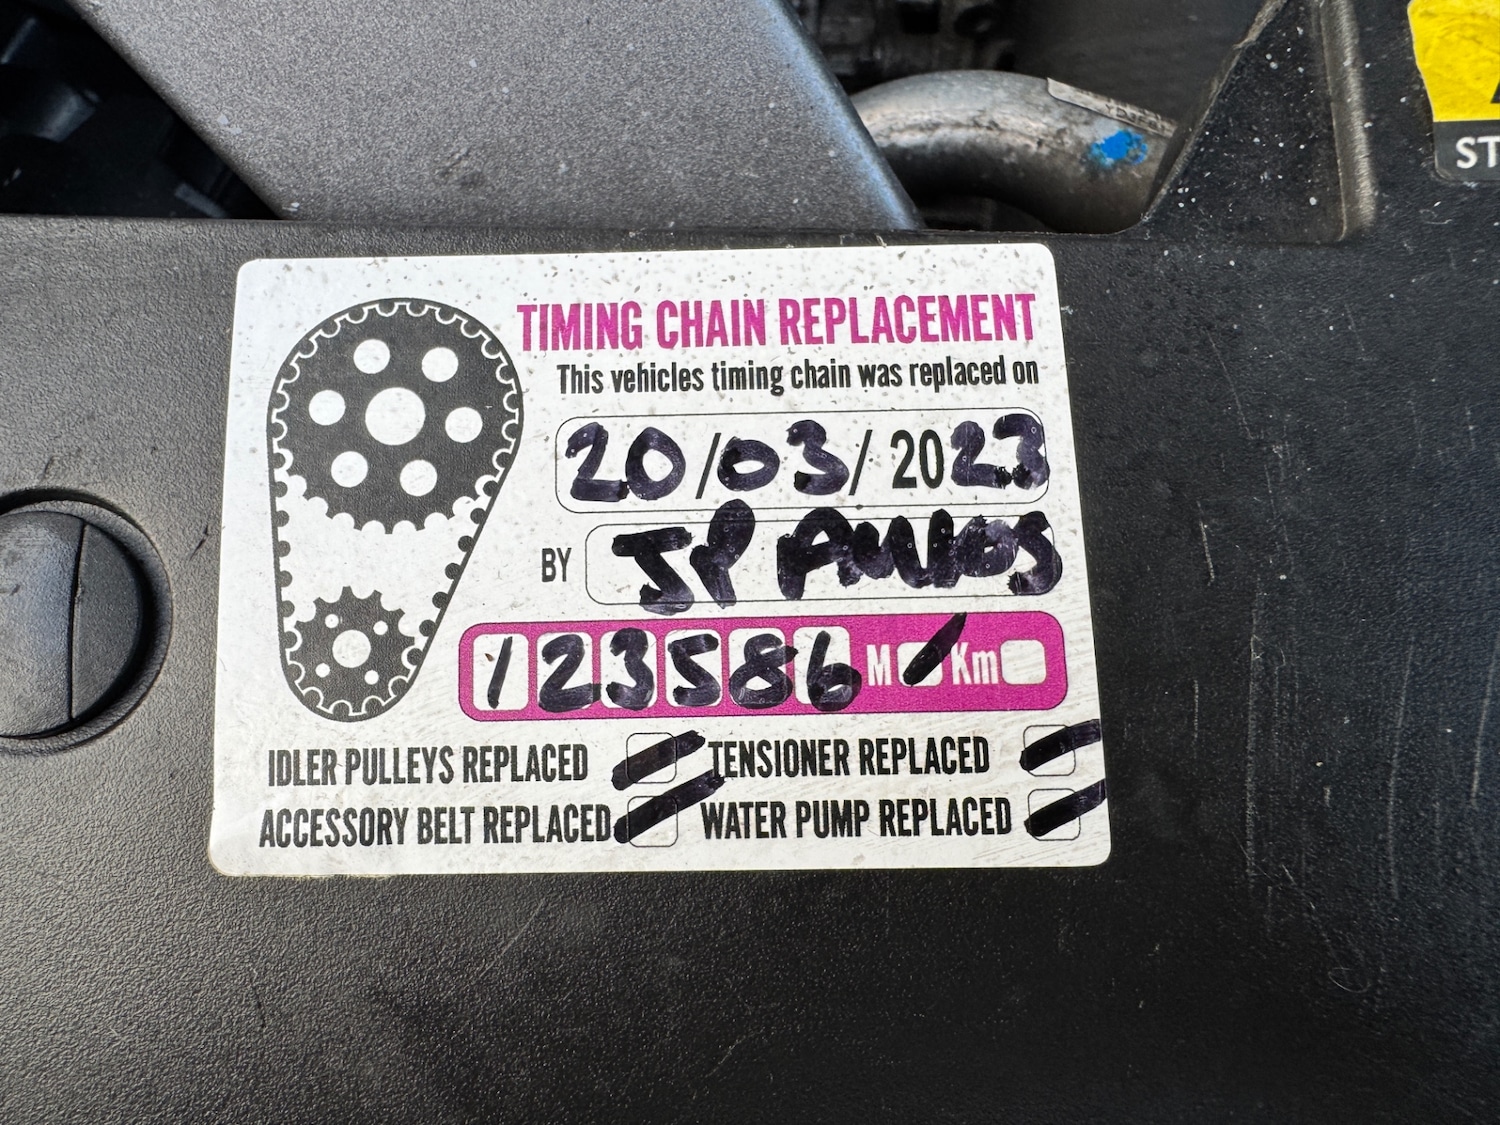 TIMING CHAIN REPLACEMENT
This vehicles timing chain was replaced on
20/03/2023
BY JP
123586 M Km
IDLER PULLEYS REPLACED TENSIONER REPLACED
ACCESSORY BELT REPLACED WATER PUMP REPLACED
ST